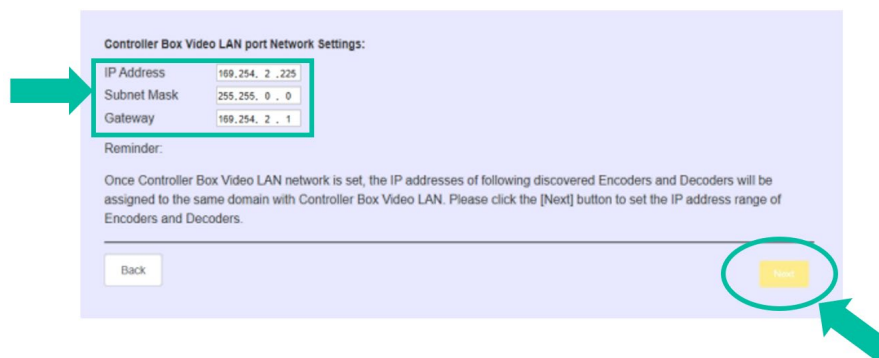 Controller Box Video LAN port Network Settings:
IP Address 169.254. 2 .225
Subnet Mask 255.255. 0 . 0
Gateway 169.254. 2 . 1
Reminder:
Once Controller Box Video LAN network is set, the IP addresses of following discovered Encoders and Decoders will be
assigned to the same domain with Controller Box Video LAN. Please click the [Next] button to set the IP address range of
Encoders and Decoders.
Back Next